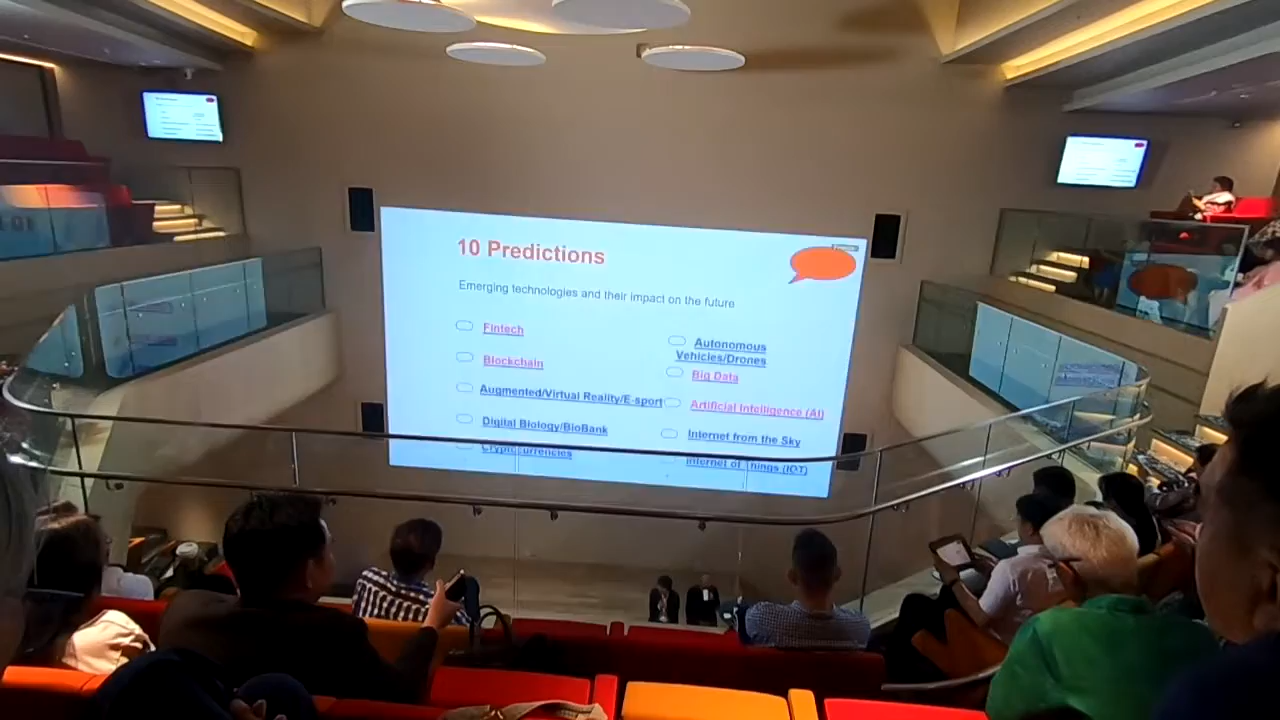 10 Predictions
Emerging technologies and their impact on the future
Fintech
Blockchain
Augmented/Virtual Reality/E-sport
Digital Biology/BioBank
Cryptocurrencies
Autonomous
Vehicles/Drones
Big Data
Artificial Intelligence (AI)
Internet from the Sky
Internet of Things (IOT)